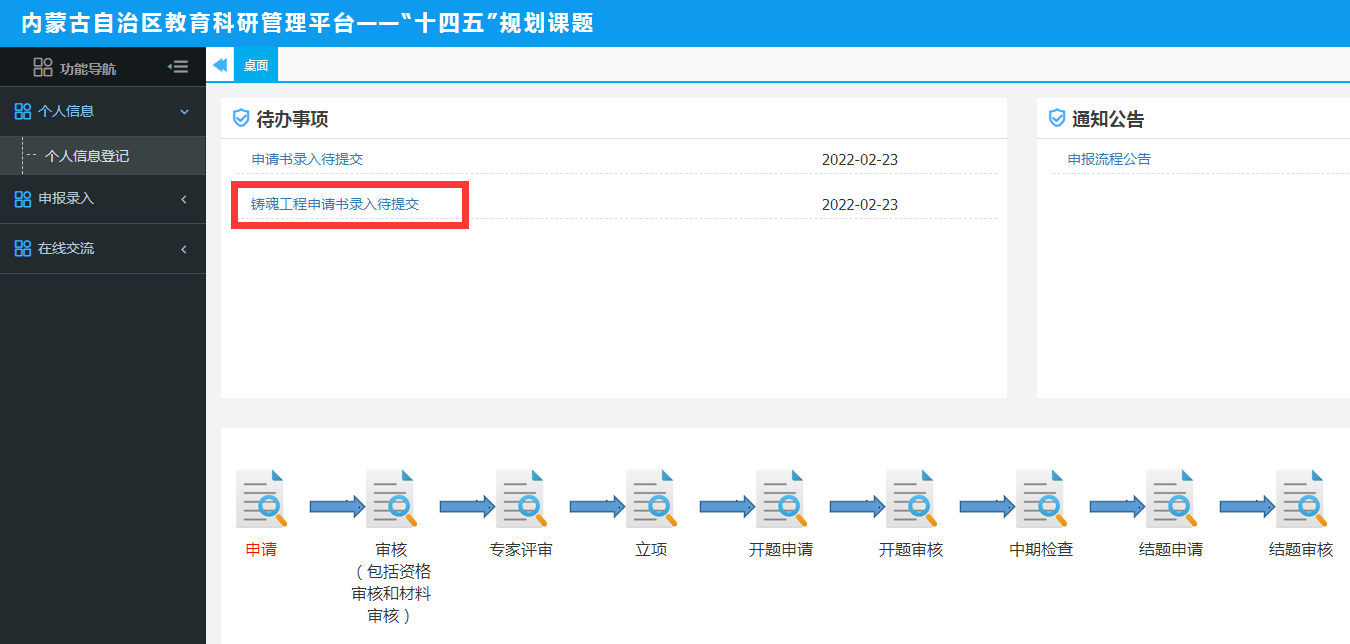 内蒙古自治区教育科研管理平台——“十四五”规划课题
功能导航
桌面
个人信息
个人信息登记
申报录入
在线交流
待办事项
申请书录入待提交 2022-02-23
铸魂工程申请书录入待提交 2022-02-23
通知公告
申报流程公告
申请
审核
（包括资格
审核和材料
审核）
专家评审
立项
开题申请
开题审核
中期检查
结题申请
结题审核